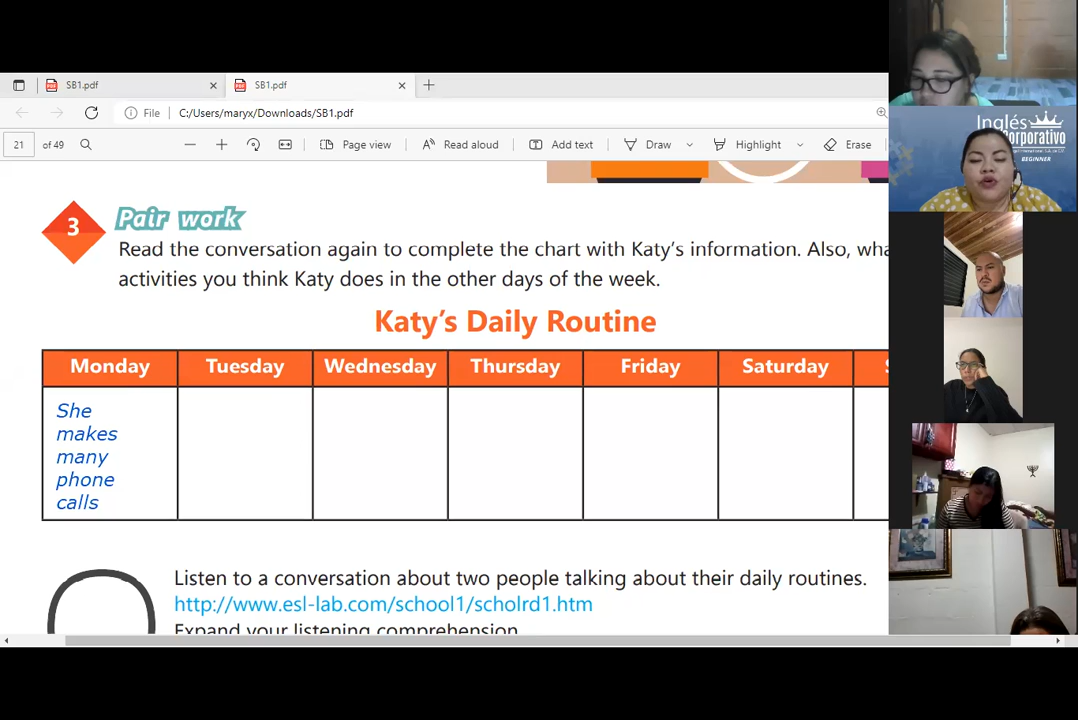 SB1.pdf
SB1.pdf
File
C:/Users/maryx/Downloads/SB1.pdf
21 of 49
Page view
Read aloud
Add text
Draw
Highlight
Erase
3
Pair work
Read the conversation again to complete the chart with Katy's information. Also, wha
activities you think Katy does in the other days of the week.
Katy's Daily Routine
Monday Tuesday Wednesday Thursday Friday Saturday S
She
makes
many
phone
calls
Listen to a conversation about two people talking about their daily routines.
http://www.esl-lab.com/school1/scholrd1.htm
Expand your listening comprehension
Inglés
Corporativo
BEGINNER